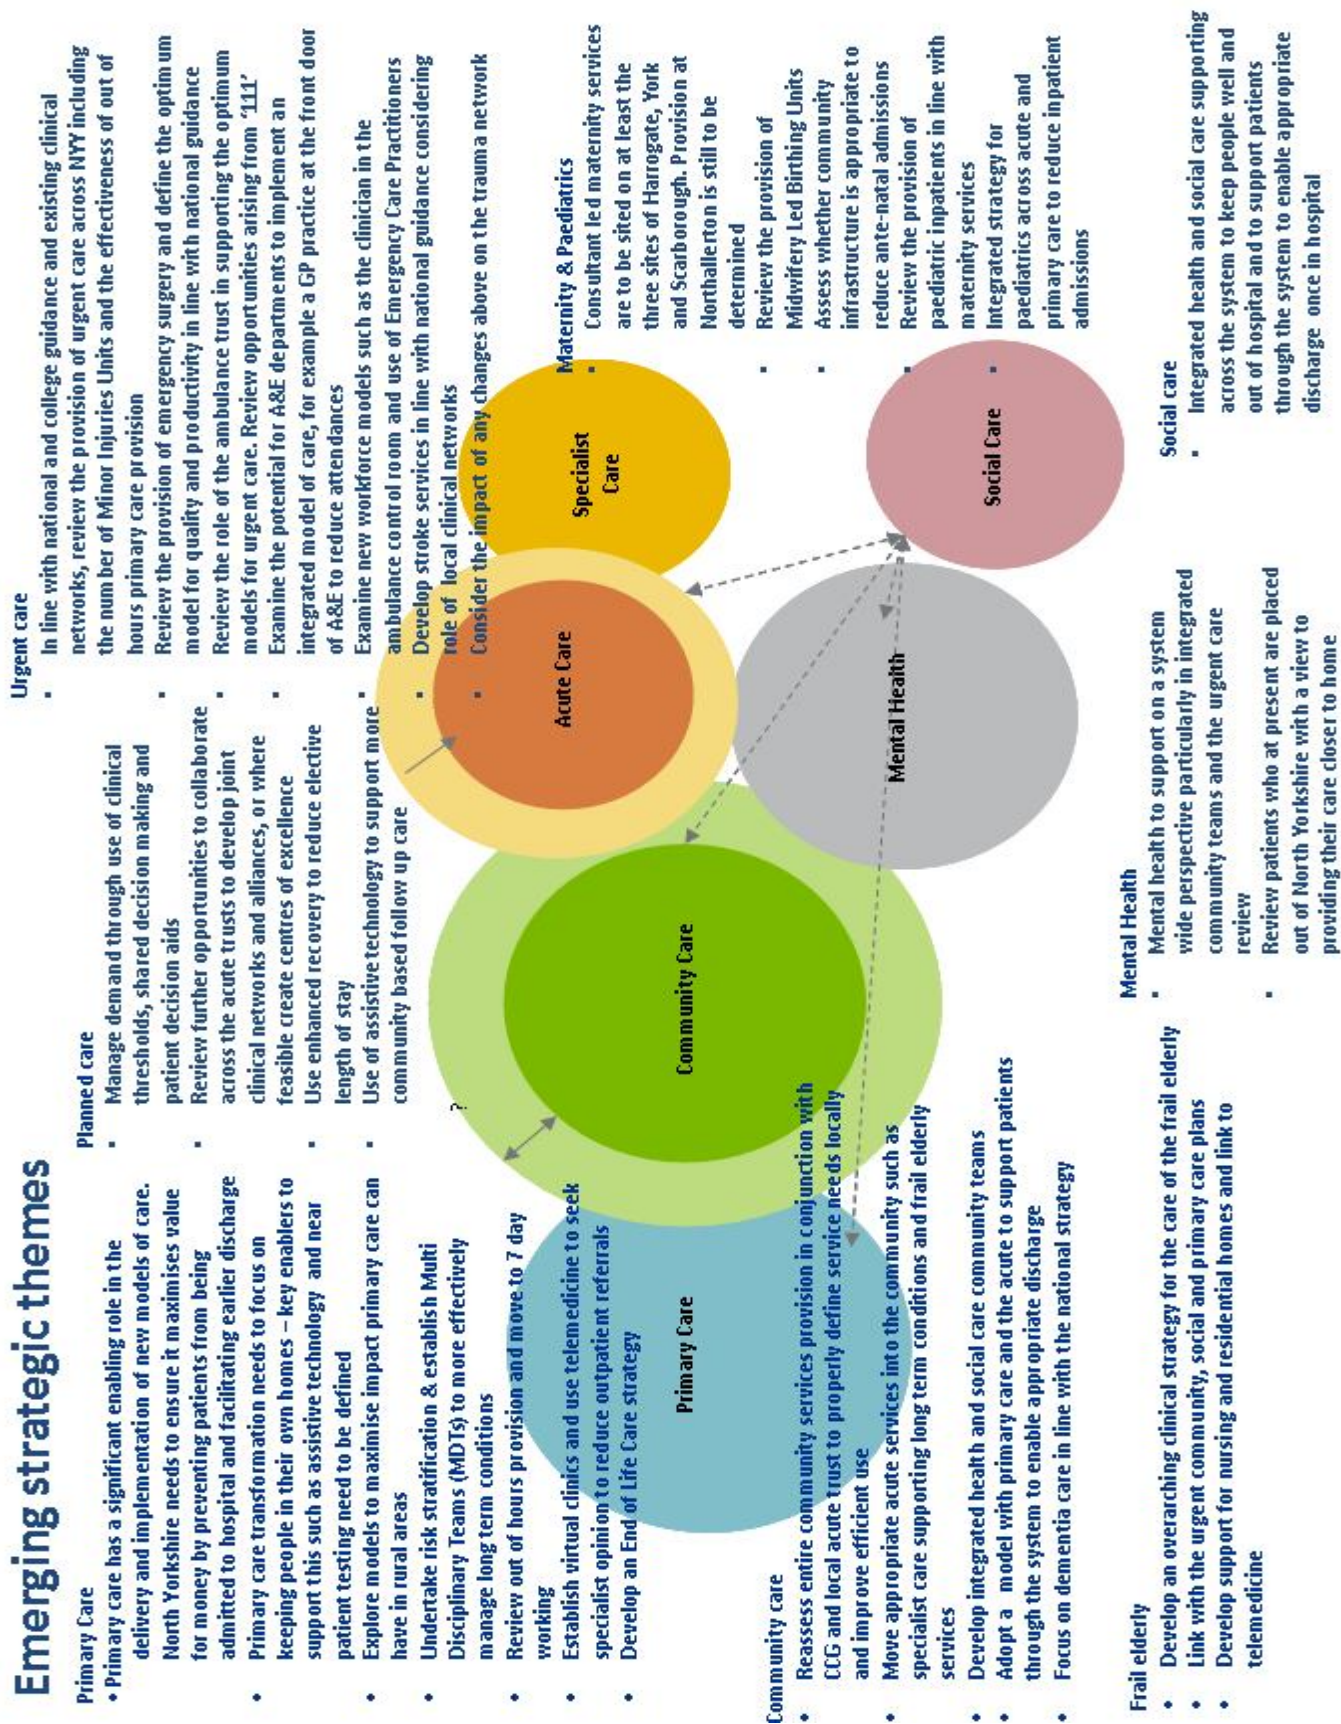 Emerging strategic themes
Primary Care
• Primary care has a significant enabling role in the
delivery and implementation of new models of care.
North Yorkshire needs to ensure it maximises value
for money by preventing patients from being
admitted to hospital and facilitating earlier discharge
• Primary care transformation needs to focus on
keeping people in their own homes – key enablers to
support this such as assistive technology and near
patient testing need to be defined
• Explore models to maximise impact primary care can
have in rural areas
• Undertake risk stratification & establish Multi
Disciplinary Teams (MDTs) to more effectively
manage long term conditions
• Review out of hours provision and move to 7 day
working
• Establish virtual clinics and use telemedicine to seek
specialist opinion to reduce outpatient referrals
• Develop an End of Life Care strategy
Planned care
▪ Manage demand through use of clinical
thresholds, shared decision making and
patient decision aids
▪ Review further opportunities to collaborate
across the acute trusts to develop joint
clinical networks and alliances, or where
feasible create centres of excellence
▪ Use enhanced recovery to reduce elective
length of stay
▪ Use of assistive technology to support more
community based follow up care
?
Urgent care
▪ In line with national and college guidance and existing clinical
networks, review the provision of urgent care across NYY including
the number of Minor Injuries Units and the effectiveness of out of
hours primary care provision
▪ Review the provision of emergency surgery and define the optimum
model for quality and productivity in line with national guidance
▪ Review the role of the ambulance trust in supporting the optimum
models for urgent care. Review opportunities arising from ‘111’
▪ Examine the potential for A&E departments to implement an
integrated model of care, for example a GP practice at the front door
of A&E to reduce attendances
▪ Examine new workforce models such as the clinician in the
ambulance control room and use of Emergency Care Practitioners
▪ Develop stroke services in line with national guidance considering
role of local clinical networks
▪ Consider the impact of any changes above on the trauma network
Primary Care
Community Care
Acute Care
Specialist
Care
Mental Health
Social Care
Maternity & Paediatrics
▪ Consultant led maternity services
are to be sited on at least the
three sites of Harrogate, York
and Scarborough. Provision at
Northallerton is still to be
determined
▪ Review the provision of
Midwifery Led Birthing Units
▪ Assess whether community
infrastructure is appropriate to
reduce ante-natal admissions
▪ Review the provision of
paediatric inpatients in line with
maternity services
▪ Integrated strategy for
paediatrics across acute and
primary care to reduce inpatient
admissions
Community care
• Reassess entire community services provision in conjunction with
CCG and local acute trust to properly define service needs locally
and improve efficient use
• Move appropriate acute services into the community such as
specialist care supporting long term conditions and frail elderly
services
• Develop integrated health and social care community teams
• Adopt a model with primary care and the acute to support patients
through the system to enable appropriate discharge
• Focus on dementia care in line with the national strategy
Frail elderly
• Develop an overarching clinical strategy for the care of the frail elderly
• Link with the urgent community, social and primary care plans
• Develop support for nursing and residential homes and link to
telemedicine
Mental Health
▪ Mental health to support on a system
wide perspective particularly in integrated
community teams and the urgent care
review
▪ Review patients who at present are placed
out of North Yorkshire with a view to
providing their care closer to home
Social care
▪ Integrated health and social care supporting
across the system to keep people well and
out of hospital and to support patients
through the system to enable appropriate
discharge once in hospital